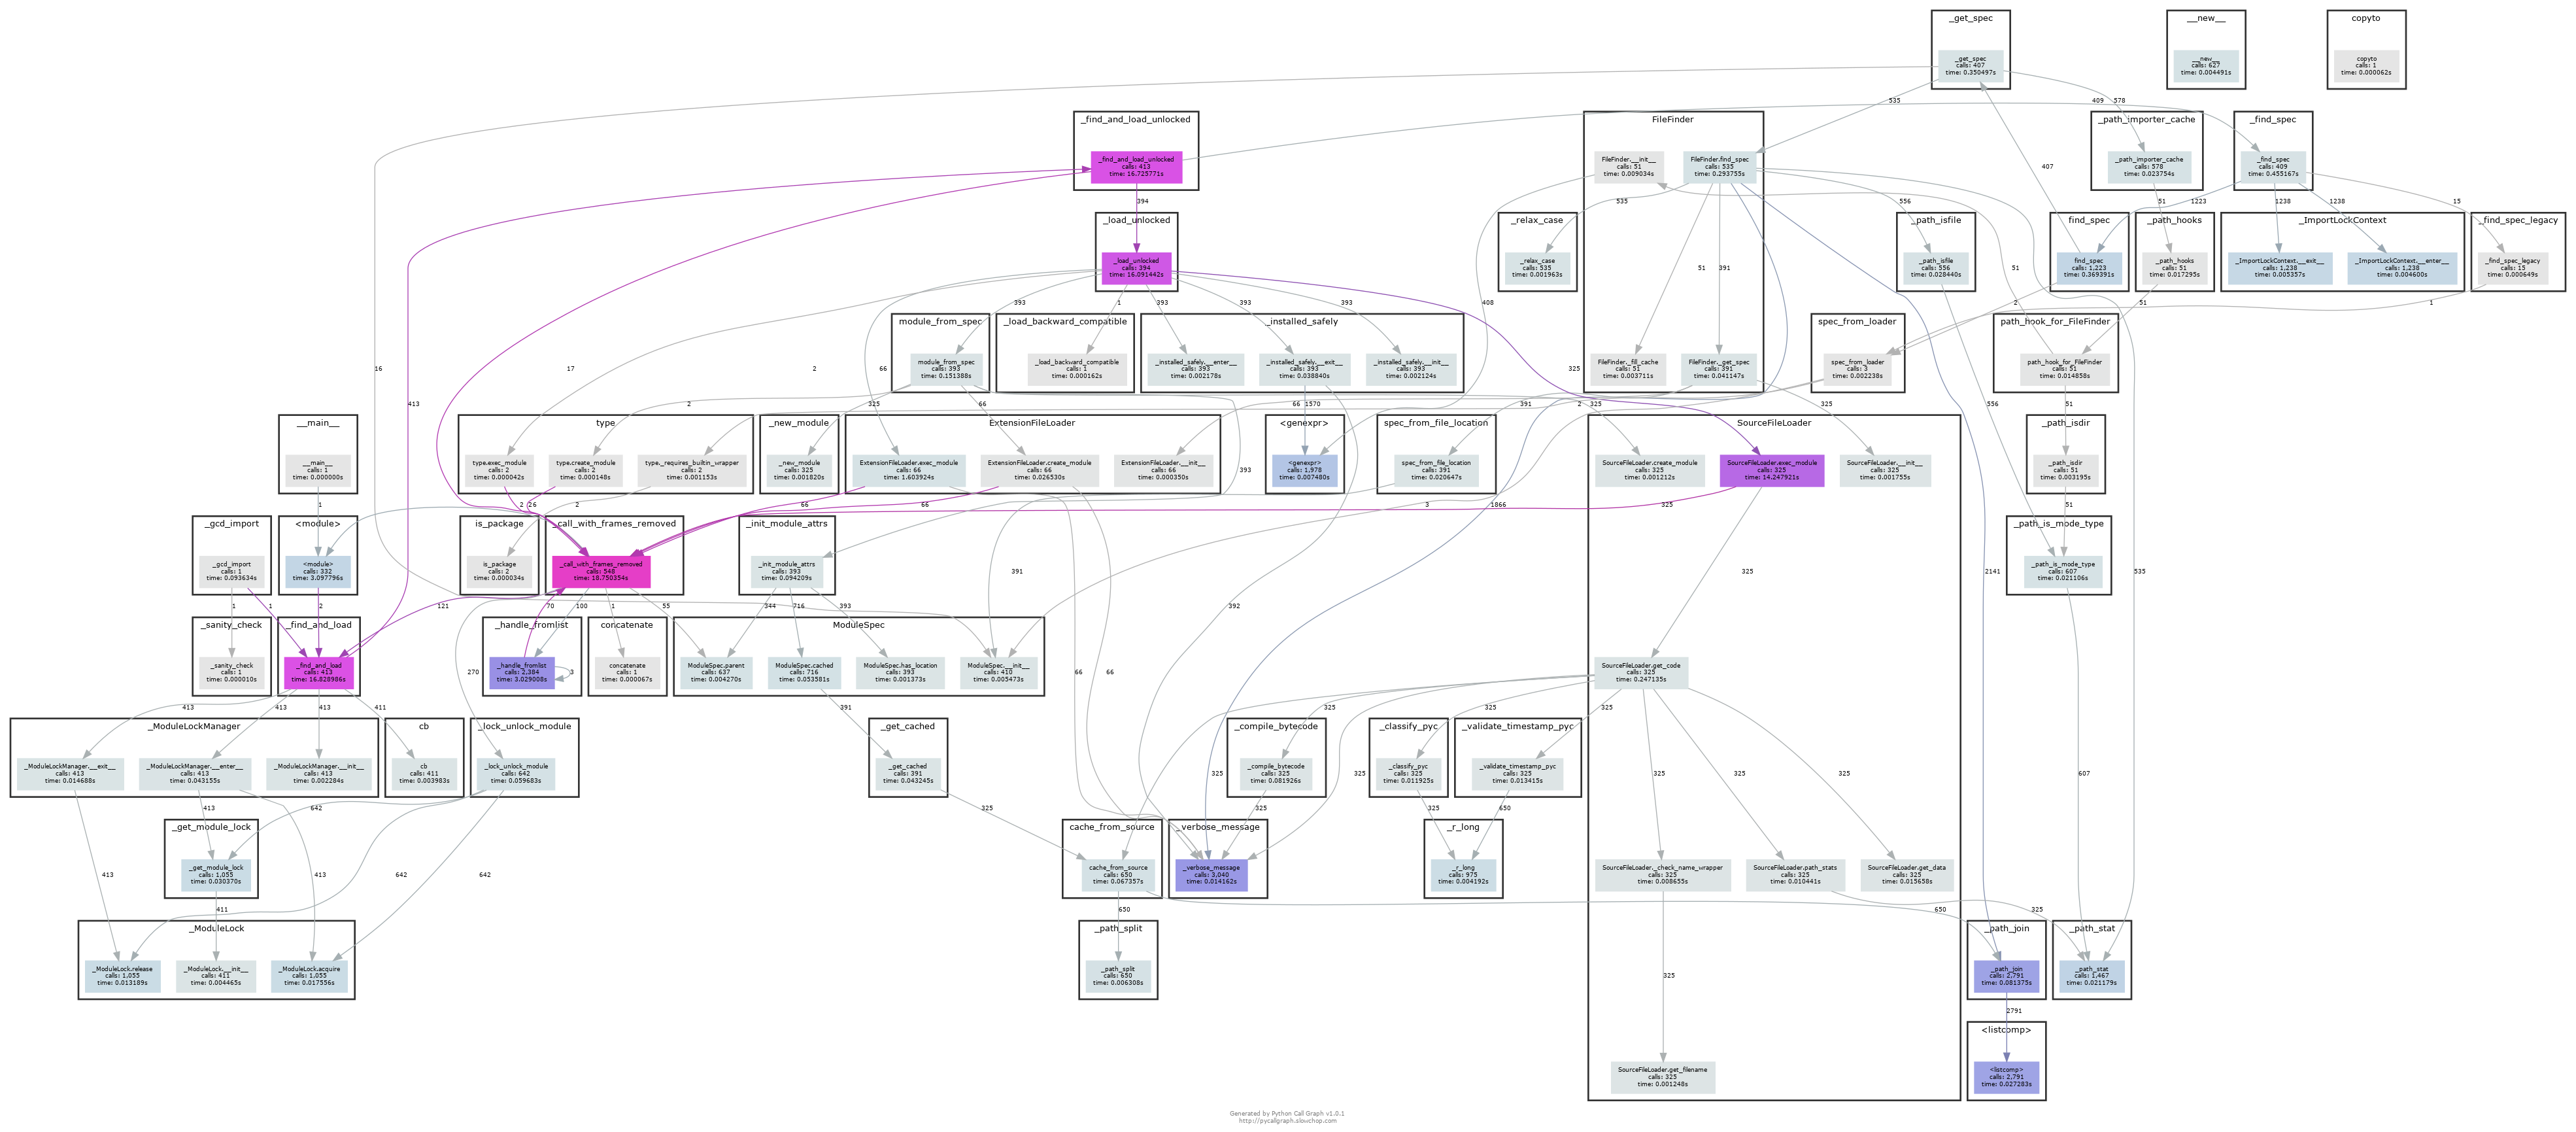 _get_spec
_get_spec
calls: 407
time: 0.350497s
__new__
__new__
calls: 627
time: 0.004491s
copyto
copyto
calls: 1
time: 0.000062s
535
409
578
_find_and_load_unlocked
_find_and_load_unlocked
calls: 413
time: 16.725771s
FileFinder
FileFinder.__init__
calls: 51
time: 0.009034s
FileFinder.find_spec
calls: 535
time: 0.293755s
_path_importer_cache
_path_importer_cache
calls: 578
time: 0.023754s
_find_spec
_find_spec
calls: 409
time: 0.455167s
407
394
535
556
51
1223
1238
1238
15
_load_unlocked
_load_unlocked
calls: 394
time: 16.091442s
_relax_case
_relax_case
calls: 535
time: 0.001963s
_path_isfile
_path_isfile
calls: 556
time: 0.028440s
find_spec
find_spec
calls: 1,223
time: 0.369391s
_path_hooks
_path_hooks
calls: 51
time: 0.017295s
_ImportLockContext
_ImportLockContext.__exit__
calls: 1,238
time: 0.005357s
_ImportLockContext.__enter__
calls: 1,238
time: 0.004600s
_find_spec_legacy
_find_spec_legacy
calls: 15
time: 0.000649s
51
391
51
393
1
393
393
393
408
2
51
1
module_from_spec
module_from_spec
calls: 393
time: 0.151388s
_load_backward_compatible
_load_backward_compatible
calls: 1
time: 0.000162s
_installed_safely
_installed_safely.__enter__
calls: 393
time: 0.002178s
_installed_safely.__exit__
calls: 393
time: 0.038840s
_installed_safely.__init__
calls: 393
time: 0.002124s
FileFinder._fill_cache
calls: 51
time: 0.003711s
FileFinder._get_spec
calls: 391
time: 0.041147s
spec_from_loader
spec_from_loader
calls: 3
time: 0.002238s
path_hook_for_FileFinder
path_hook_for_FileFinder
calls: 51
time: 0.014858s
16
17
2
66
325
2
325
66
66
1570
391
2
325
325
51
556
__main__
__main__
calls: 1
time: 0.000000s
type
type.exec_module
calls: 2
time: 0.000042s
type.create_module
calls: 2
time: 0.000148s
type._requires_builtin_wrapper
calls: 2
time: 0.001153s
_new_module
_new_module
calls: 325
time: 0.001820s
ExtensionFileLoader
ExtensionFileLoader.exec_module
calls: 66
time: 1.603924s
ExtensionFileLoader.create_module
calls: 66
time: 0.026530s
ExtensionFileLoader.__init__
calls: 66
time: 0.000350s
<genexpr>
<genexpr>
calls: 1,978
time: 0.007480s
spec_from_file_location
spec_from_file_location
calls: 391
time: 0.020647s
SourceFileLoader
SourceFileLoader.create_module
calls: 325
time: 0.001212s
SourceFileLoader.exec_module
calls: 325
time: 14.247921s
SourceFileLoader.__init__
calls: 325
time: 0.001755s
_path_isdir
_path_isdir
calls: 51
time: 0.003195s
413
393
1
2
26
2
66
66
3
1866
325
51
_gcd_import
_gcd_import
calls: 1
time: 0.093634s
<module>
<module>
calls: 332
time: 3.097796s
is_package
is_package
calls: 2
time: 0.000034s
_call_with_frames_removed
_call_with_frames_removed
calls: 548
time: 18.750354s
_init_module_attrs
_init_module_attrs
calls: 393
time: 0.094209s
_path_is_mode_type
_path_is_mode_type
calls: 607
time: 0.021106s
391
325
2141
535
1
1
2
121
70
100
1
55
344
716
393
392
_sanity_check
_sanity_check
calls: 1
time: 0.000010s
_find_and_load
_find_and_load
calls: 413
time: 16.828986s
_handle_fromlist
_handle_fromlist
calls: 2,384
time: 3.029008s
3
concatenate
concatenate
calls: 1
time: 0.000067s
ModuleSpec
ModuleSpec.parent
calls: 637
time: 0.004270s
ModuleSpec.cached
calls: 716
time: 0.053581s
ModuleSpec.has_location
calls: 393
time: 0.001373s
ModuleSpec.__init__
calls: 410
time: 0.005473s
SourceFileLoader.get_code
calls: 325
time: 0.247135s
270
66
66
413
413
413
411
391
325
325
325
_ModuleLockManager
_ModuleLockManager.__exit__
calls: 413
time: 0.014688s
_ModuleLockManager.__enter__
calls: 413
time: 0.043155s
_ModuleLockManager.__init__
calls: 413
time: 0.002284s
cb
cb
calls: 411
time: 0.003983s
_lock_unlock_module
_lock_unlock_module
calls: 642
time: 0.059683s
_get_cached
_get_cached
calls: 391
time: 0.043245s
_compile_bytecode
_compile_bytecode
calls: 325
time: 0.081926s
_classify_pyc
_classify_pyc
calls: 325
time: 0.011925s
_validate_timestamp_pyc
_validate_timestamp_pyc
calls: 325
time: 0.013415s
325
325
325
325
325
607
413
642
325
325
325
650
_get_module_lock
_get_module_lock
calls: 1,055
time: 0.030370s
cache_from_source
cache_from_source
calls: 650
time: 0.067357s
_verbose_message
_verbose_message
calls: 3,040
time: 0.014162s
_r_long
_r_long
calls: 975
time: 0.004192s
SourceFileLoader._check_name_wrapper
calls: 325
time: 0.008655s
SourceFileLoader.path_stats
calls: 325
time: 0.010441s
SourceFileLoader.get_data
calls: 325
time: 0.015658s
413
413
642
642
411
650
650
325
_ModuleLock
_ModuleLock.release
calls: 1,055
time: 0.013189s
_ModuleLock.__init__
calls: 411
time: 0.004465s
_ModuleLock.acquire
calls: 1,055
time: 0.017556s
_path_split
_path_split
calls: 650
time: 0.006308s
325
_path_join
_path_join
calls: 2,791
time: 0.081375s
_path_stat
_path_stat
calls: 1,467
time: 0.021179s
2791
<listcomp>
<listcomp>
calls: 2,791
time: 0.027283s
SourceFileLoader.get_filename
calls: 325
time: 0.001248s
Generated by Python Call Graph v1.0.1
http://pycallgraph.slowchop.com